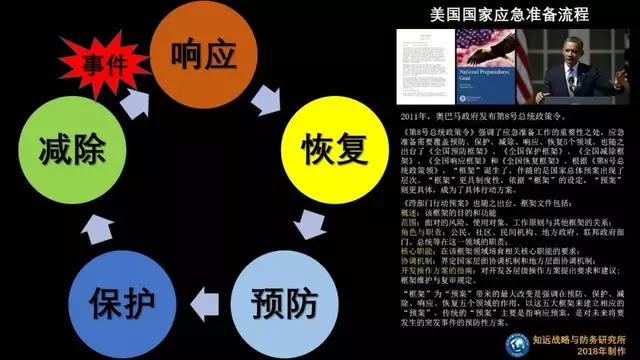 美国国家应急准备流程
事件
响应
减除
恢复
保护
预防
National Preparedness
Goal
2011年，奥巴马政府发布第8号总统政策令。
《第8号总统政策令》强调了应急准备工作的重要性之处，应急
准备需要覆盖预防、保护、减除、响应、恢复5个领域。也随之
出台了《全国预防框架》、《全国保护框架》、《全国减除框
架》、《全国响应框架》和《全国恢复框架》。根据《第8号总
统政策领》，“框架”诞生了，伴随的是国家总体预案出现了
层次。“框架”更具制度性，依据“框架”的设定，“预案”
则更具体，成为了具体行动方案。
《跨部门行动预案》也随之出台。框架文件包括：
概述：该框架的目的和功能
范围：面对的风险、使用对象、工作原则与其他框架的关系；
角色与职责：公民、社区、民间机构、地方政府、联邦政府部
门、总统等在这一领域的职责；
核心职能：在该框架领域培育相关核心职能的要求；
协调机制：界定国家层面协调机制和地方层面协调机制；
开发操作方案的指南：对开发各层级操作方案提出要求和建议；
框架维护与复审规定。
“框架”为“预案”带来的最大改变是强调在预防、保护、减
除、响应、恢复五个领域的作用，以这五大框架来建立相应的
“预案”。传统的“预案”主要是指响应预案，是对未来将要
发生的突发事件的预防性方案。
知远战略与防务研究所
2018年制作